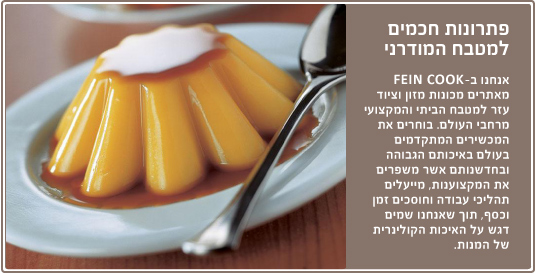 פתרונות חכמים
למטבח המודרני
אנחנו ב-FEIN COOK
מאתרים מכונות מזון וציוד
עזר למטבח הביתי והמקצועי
מרחבי העולם. בוחרים את
המכשירים המתקדמים
בעולם באיכותם הגבוהה
ובחדשנותם אשר משפרים
את המקצוענות, מייעלים
תהליכי עבודה וחוסכים זמן
וכסף, תוך שאנחנו שמים
דגש על האיכות הקולינרית
של המנות.